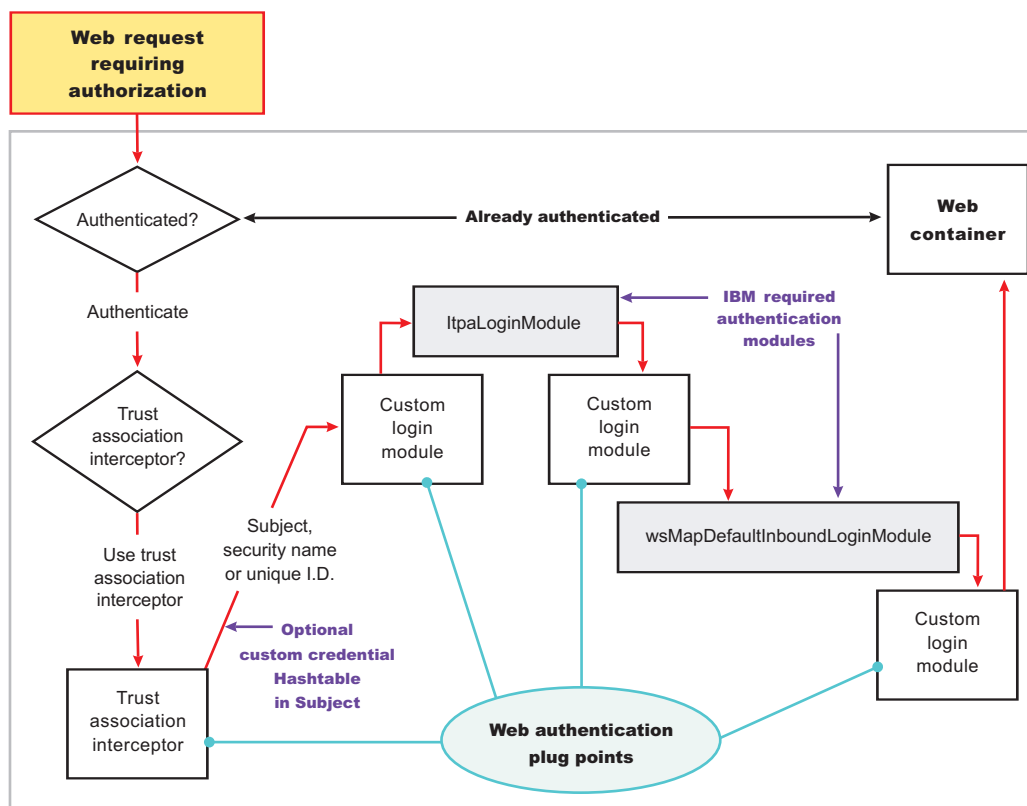 Web request
requiring
authorization
Authenticated?
Already authenticated
Web
container
Authenticate
ltpaLoginModule
IBM required
authentication
modules
Trust
association
interceptor?
Custom
login
module
Custom
login
module
Use trust
association
interceptor
Subject,
security name
or unique I.D.
wsMapDefaultInboundLoginModule
Optional
custom credential
Hashtable
in Subject
Custom
login
module
Trust
association
interceptor
Web authentication
plug points